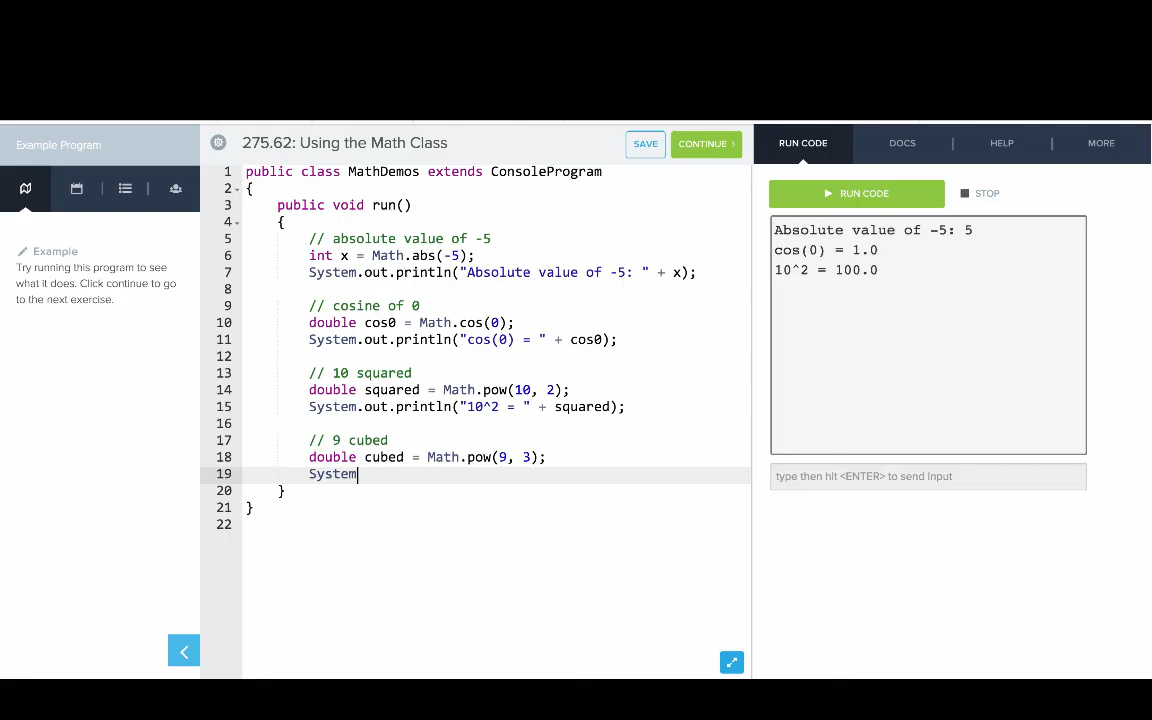 Example Program
275.62: Using the Math Class
SAVE
CONTINUE >
RUN CODE
DOCS
HELP
MORE
Example
Try running this program to see
what it does. Click continue to go
to the next exercise.
1 public class MathDemos extends ConsoleProgram
2 {
3 public void run()
4 {
5 // absolute value of -5
6 int x = Math.abs(-5);
7 System.out.println("Absolute value of -5: " + x);
8
9 // cosine of 0
10 double cos0 = Math.cos(0);
11 System.out.println("cos(0) = " + cos0);
12
13 // 10 squared
14 double squared = Math.pow(10, 2);
15 System.out.println("10^2 = " + squared);
16
17 // 9 cubed
18 double cubed = Math.pow(9, 3);
19 System
20 }
21 }
22
RUN CODE
STOP
Absolute value of -5: 5
cos(0) = 1.0
10^2 = 100.0
type then hit <ENTER> to send input